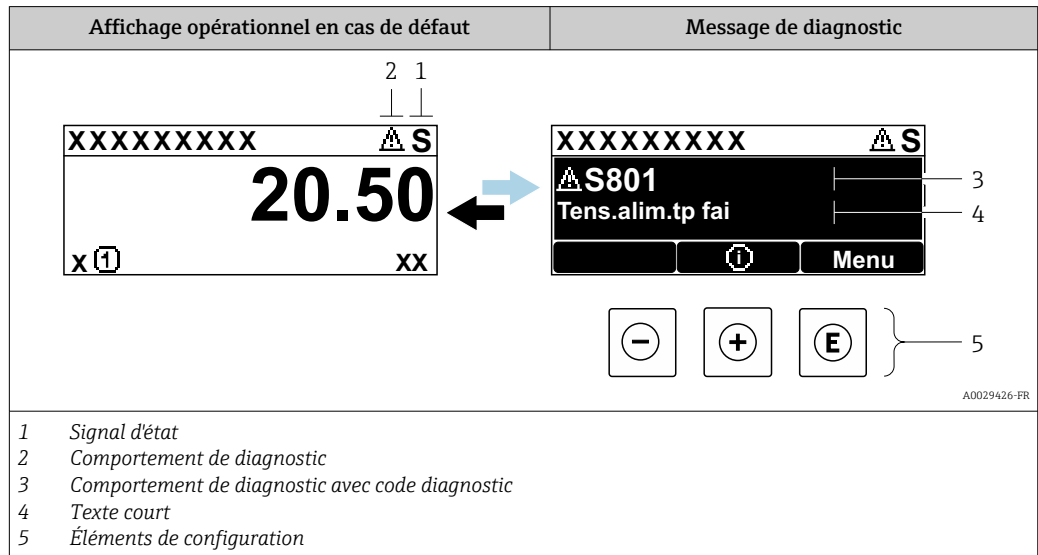 Affichage opérationnel en cas de défaut
Message de diagnostic
2 1
XXXXXXXXX ⚠ S
20.50
x 1 xx
XXXXXXXXX ⚠ S
⚠S801
Tens.alim.tp fai
i Menu
3
4
- + E
5
A0029426-FR
1 Signal d'état
2 Comportement de diagnostic
3 Comportement de diagnostic avec code diagnostic
4 Texte court
5 Éléments de configuration